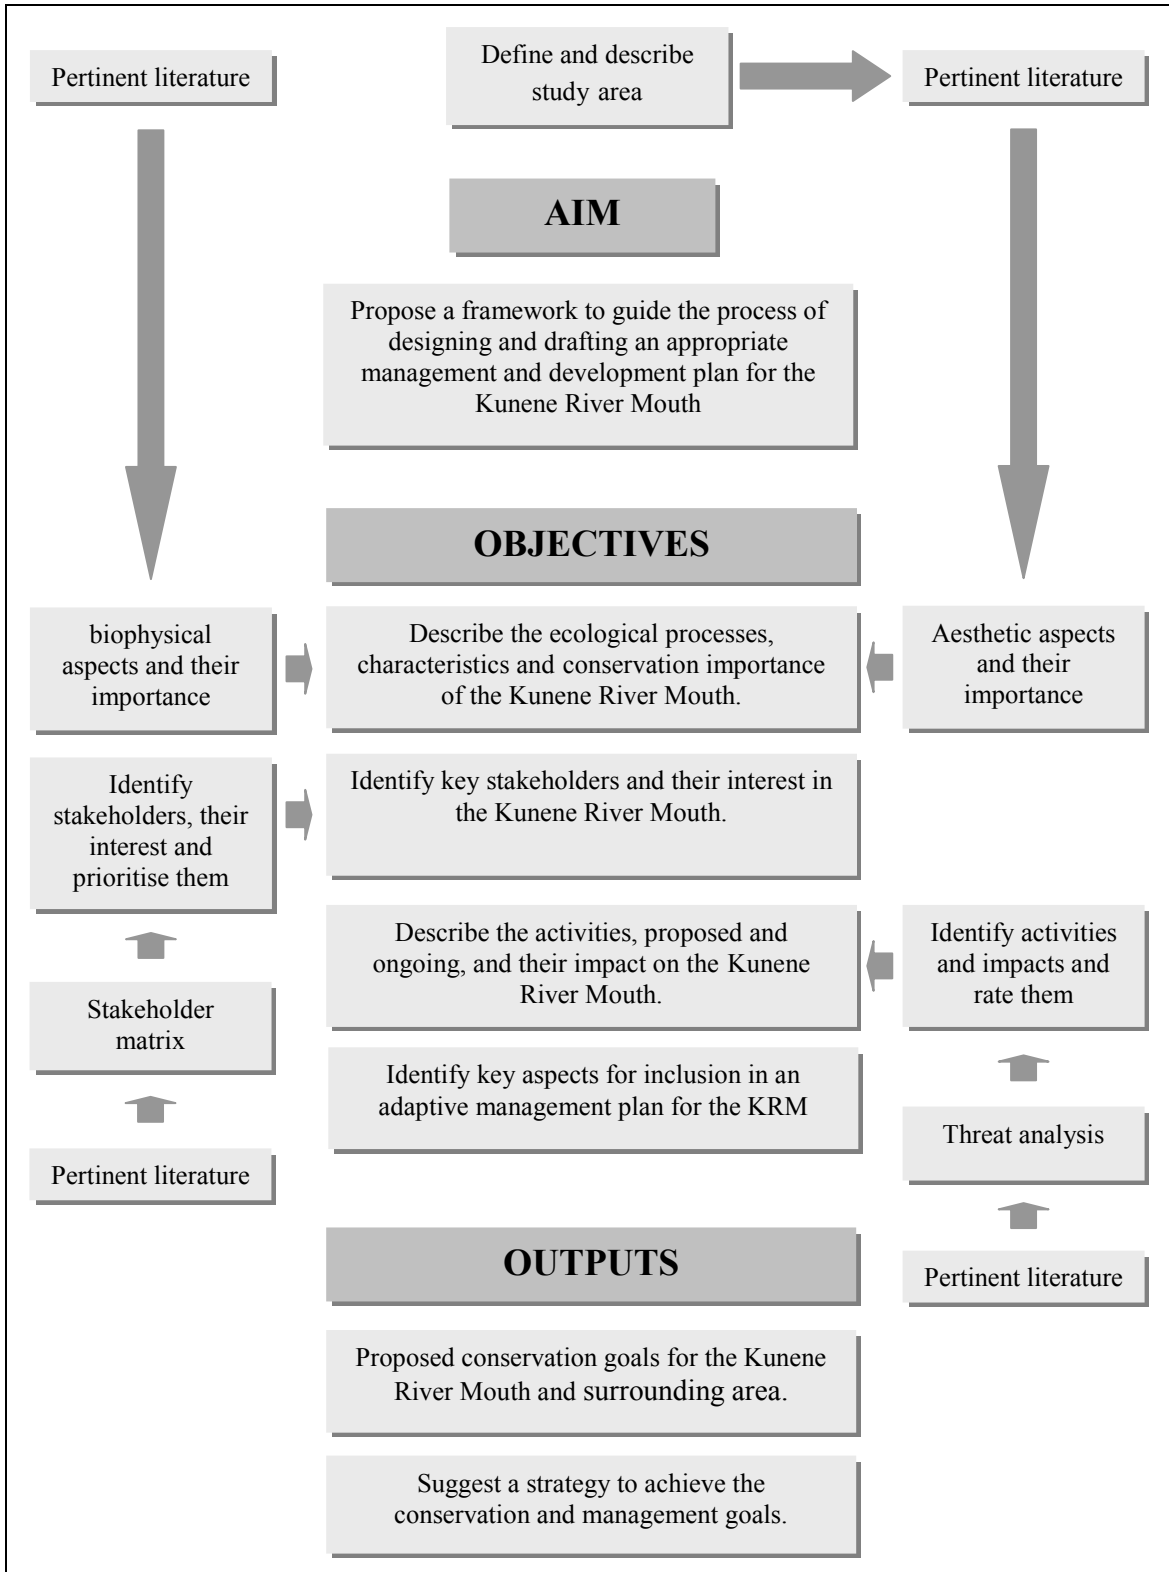 Pertinent literature
Define and describe
study area
Pertinent literature
AIM
Propose a framework to guide the process of
designing and drafting an appropriate
management and development plan for the
Kunene River Mouth
OBJECTIVES
biophysical
aspects and their
importance
Describe the ecological processes,
characteristics and conservation importance
of the Kunene River Mouth.
Aesthetic aspects
and their
importance
Identify
stakeholders, their
interest and
prioritise them
Identify key stakeholders and their interest in
the Kunene River Mouth.
Describe the activities, proposed and
ongoing, and their impact on the Kunene
River Mouth.
Identify activities
and impacts and
rate them
Stakeholder
matrix
Identify key aspects for inclusion in an
adaptive management plan for the KRM
Threat analysis
Pertinent literature
OUTPUTS
Pertinent literature
Proposed conservation goals for the Kunene
River Mouth and surrounding area.
Suggest a strategy to achieve the
conservation and management goals.